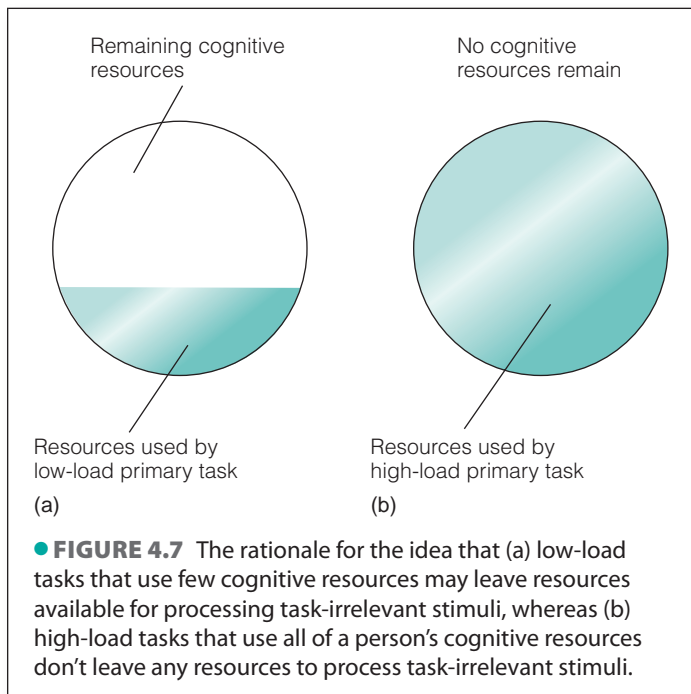 Remaining cognitive
resources
No cognitive
resources remain
Resources used by
low-load primary task
(a)
Resources used by
high-load primary task
(b)
● FIGURE 4.7 The rationale for the idea that (a) low-load
tasks that use few cognitive resources may leave resources
available for processing task-irrelevant stimuli, whereas (b)
high-load tasks that use all of a person’s cognitive resources
don’t leave any resources to process task-irrelevant stimuli.